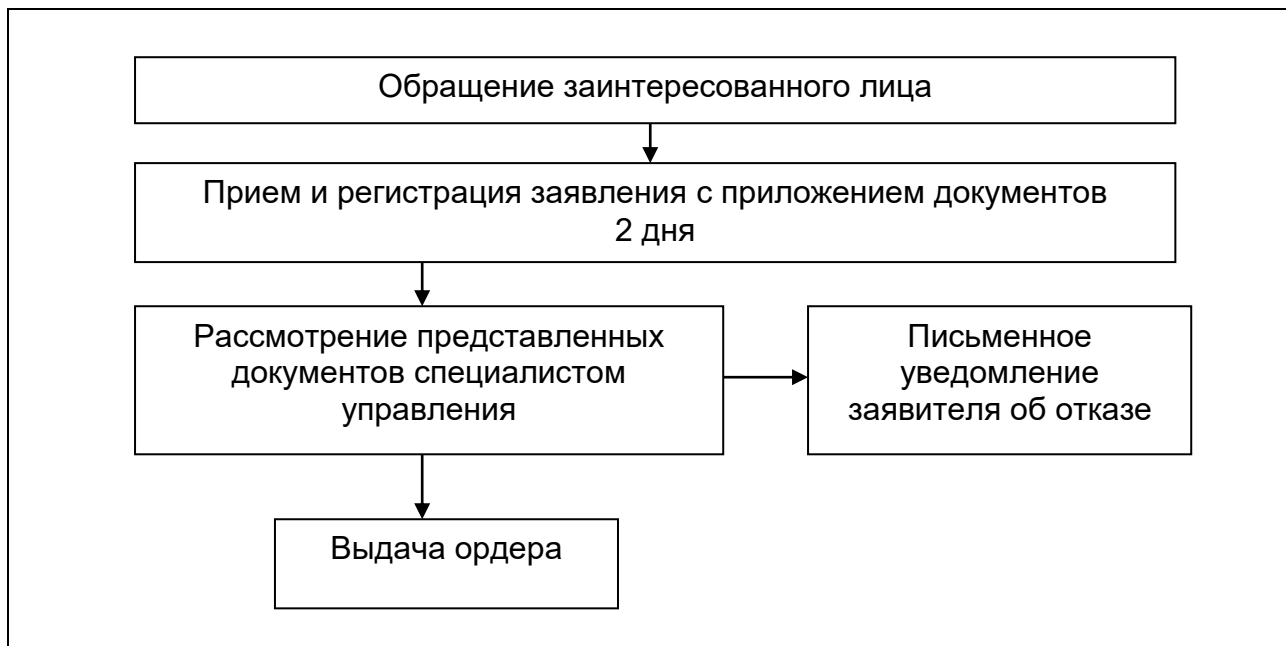 Обращение заинтересованного лица
Прием и регистрация заявления с приложением документов
2 дня
Рассмотрение представленных
документов специалистом
управления
Письменное
уведомление
заявителя об отказе
Выдача ордера